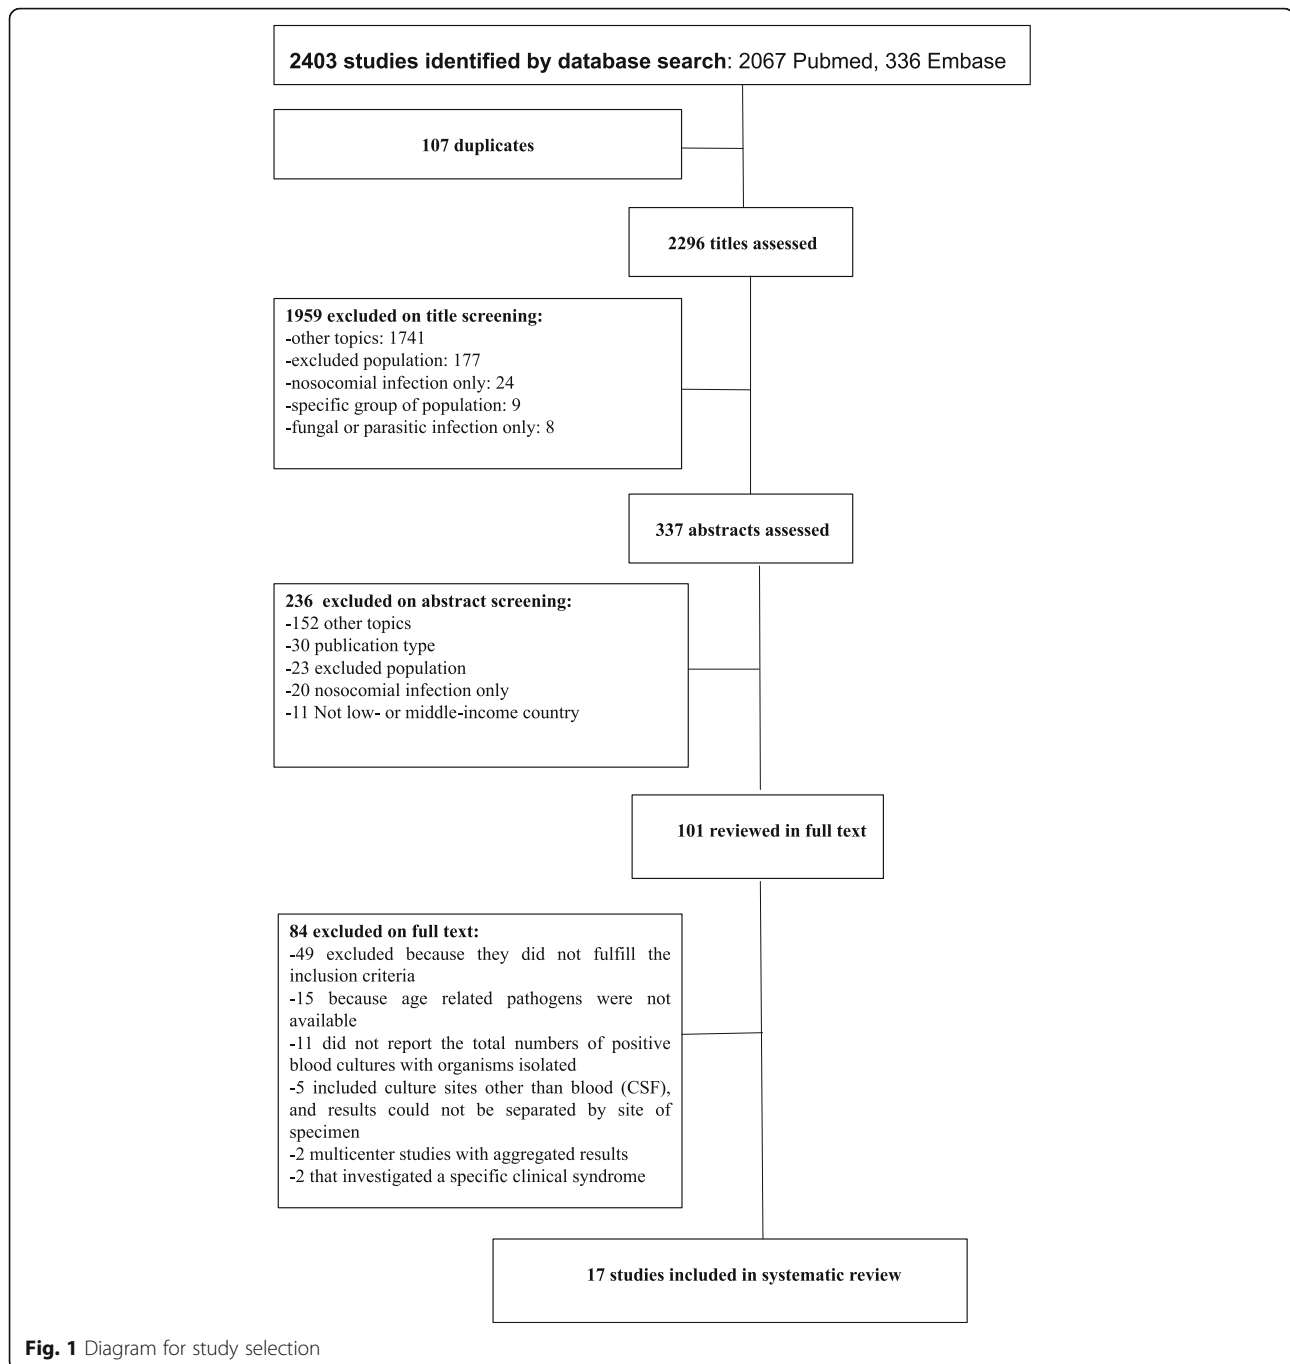 2403 studies identified by database search: 2067 Pubmed, 336 Embase
107 duplicates
2296 titles assessed
1959 excluded on title screening:
-other topics: 1741
-excluded population: 177
-nosocomial infection only: 24
-specific group of population: 9
-fungal or parasitic infection only: 8
337 abstracts assessed
236 excluded on abstract screening:
-152 other topics
-30 publication type
-23 excluded population
-20 nosocomial infection only
-11 Not low- or middle-income country
101 reviewed in full text
84 excluded on full text:
-49 excluded because they did not fulfill the
inclusion criteria
-15 because age related pathogens were not
available
-11 did not report the total numbers of positive
blood cultures with organisms isolated
-5 included culture sites other than blood (CSF),
and results could not be separated by site of
specimen
-2 multicenter studies with aggregated results
-2 that investigated a specific clinical syndrome
17 studies included in systematic review
Fig. 1 Diagram for study selection